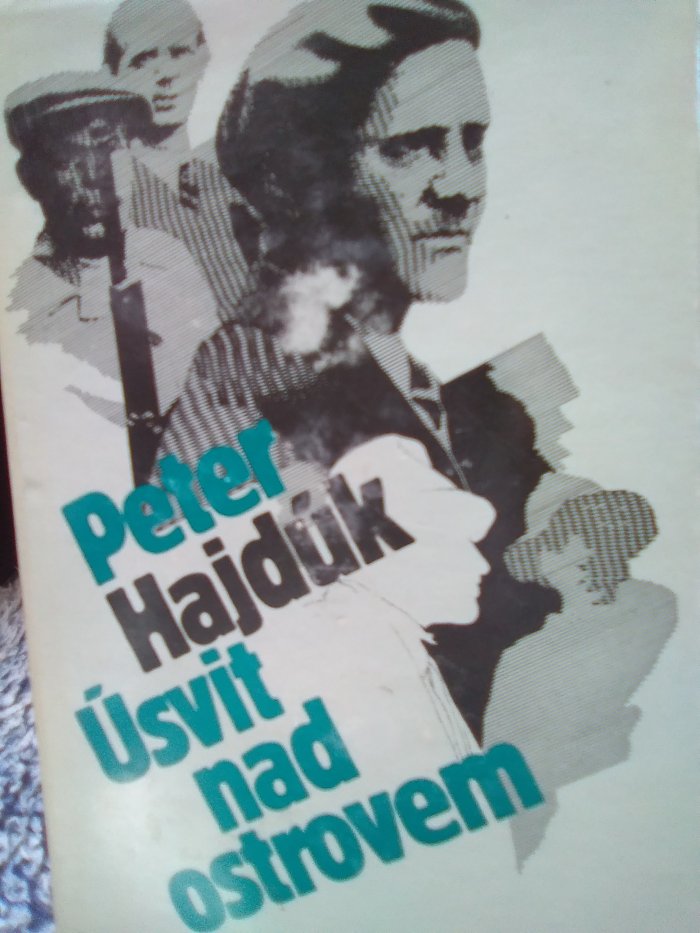 Peter
Hajdúk
Úsvit
nad
ostrovem